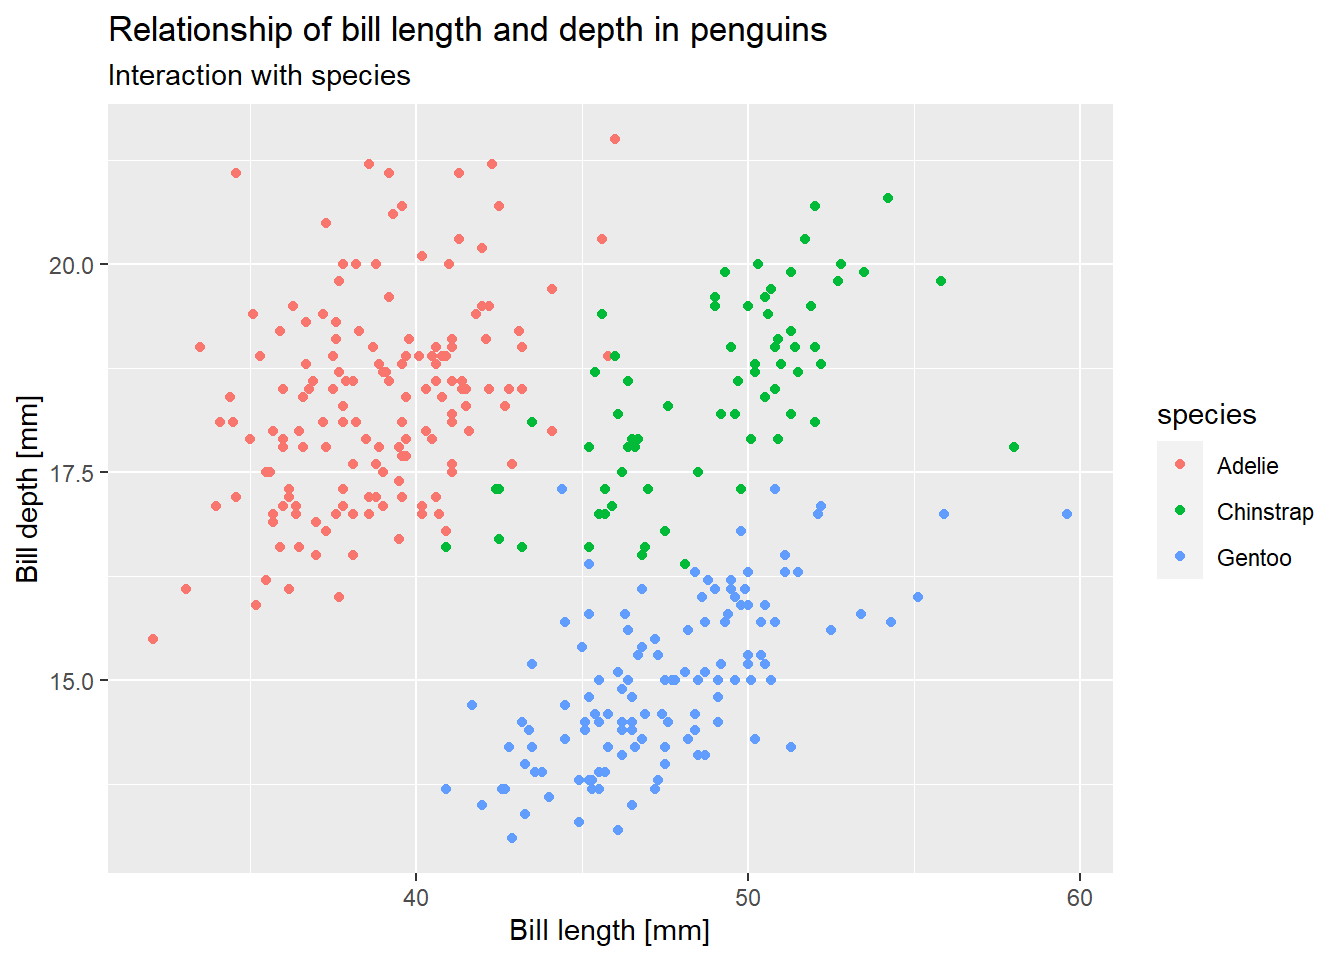 Relationship of bill length and depth in penguins
Interaction with species
20.0
17.5
15.0
Bill depth [mm]
40
50
60
Bill length [mm]
species
Adelie
Chinstrap
Gentoo